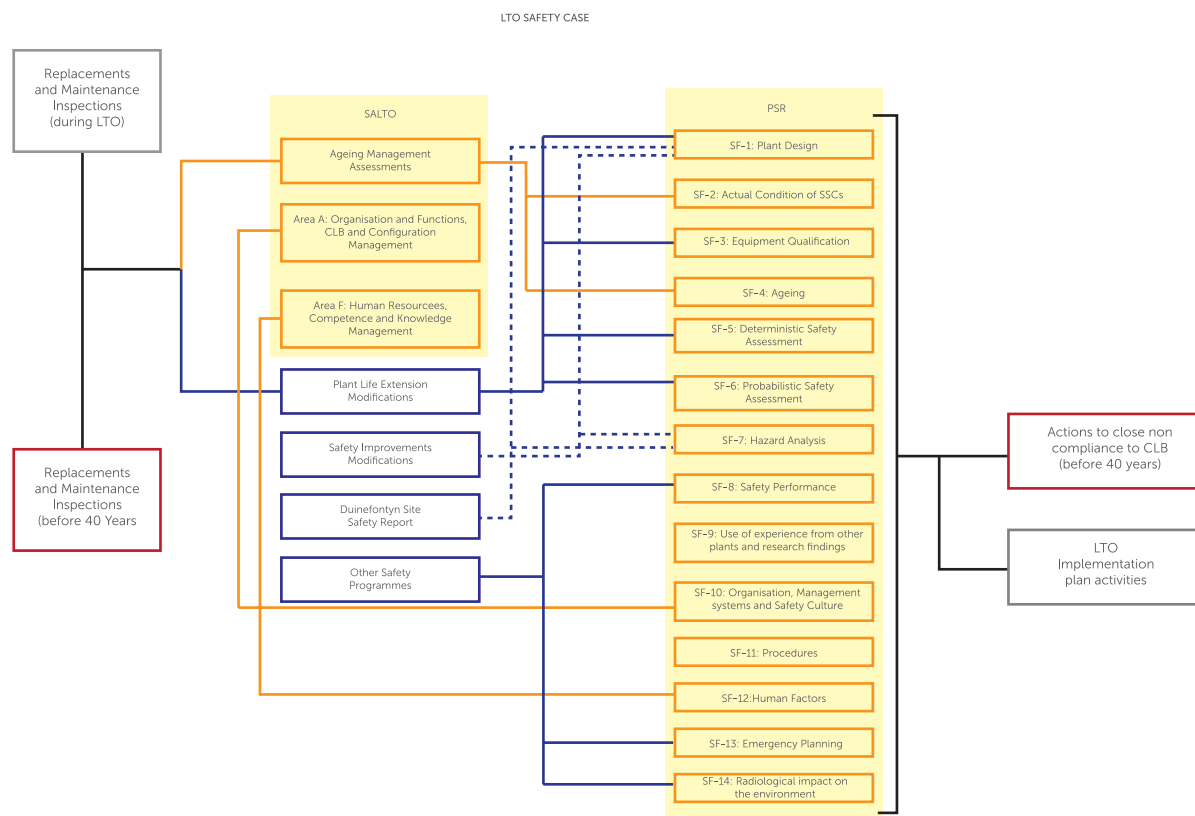 LTO SAFETY CASE
Replacements
and Maintenance
Inspections
(during LTO)
Replacements
and Maintenance
Inspections
(before 40 Years
SALTO
Ageing Management
Assessments
Area A: Organisation and Functions,
CLB and Configuration
Management
Area F: Human Resourcees,
Competence and Knowledge
Management
Plant Life Extension
Modifications
Safety Improvements
Modifications
Duinefontyn Site
Safety Report
Other Safety
Programmes
PSR
SF-1: Plant Design
SF-2: Actual Condition of SSCs
SF-3: Equipment Qualification
SF-4: Ageing
SF-5: Deterministic Safety
Assessment
SF-6: Probabilistic Safety
Assessment
SF-7: Hazard Analysis
SF-8: Safety Performance
SF-9: Use of experience from other
plants and research findings
SF-10: Organisation, Management
systems and Safety Culture
SF-11: Procedures
SF-12:Human Factors
SF-13: Emergency Planning
SF-14: Radiological impact on
the environment
Actions to close non
compliance to CLB
(before 40 years)
LTO
Implementation
plan activities